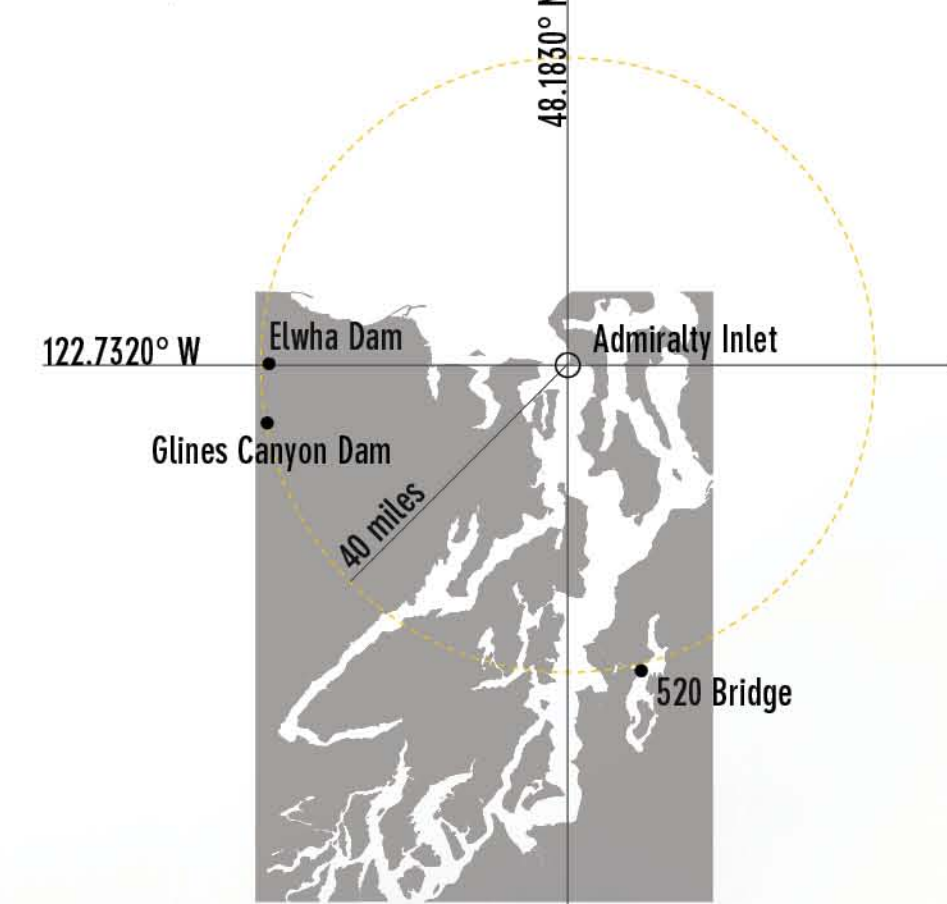 48.1830° N
Elwha Dam
Admiralty Inlet
122.7320° W
Glines Canyon Dam
40 miles
520 Bridge